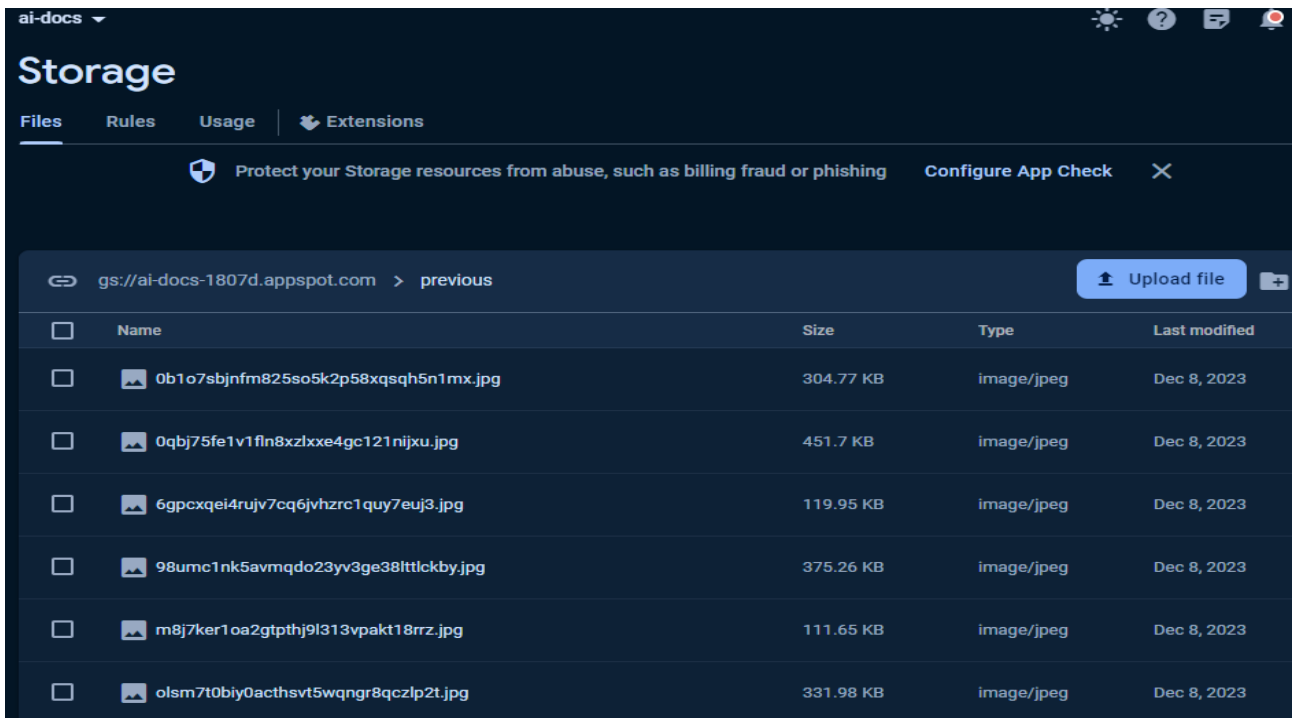 ai-docs
Storage
Files Rules Usage Extensions
Protect your Storage resources from abuse, such as billing fraud or phishing Configure App Check
gs://ai-docs-1807d.appspot.com > previous Upload file
Name Size Type Last modified
0b1o7sbjnfm825so5k2p58xqsqh5n1mx.jpg 304.77 KB image/jpeg Dec 8, 2023
0qbj75fe1v1fln8xzlxxe4gc121nijxu.jpg 451.7 KB image/jpeg Dec 8, 2023
6gpcxqei4rujv7cq6jvhzrc1quy7euj3.jpg 119.95 KB image/jpeg Dec 8, 2023
98umc1nk5avmqdo23yv3ge38lttlckby.jpg 375.26 KB image/jpeg Dec 8, 2023
m8j7ker1oa2gtpthj9l313vpakt18rrz.jpg 111.65 KB image/jpeg Dec 8, 2023
olsm7t0biy0acthsvt5wqngr8qczlp2t.jpg 331.98 KB image/jpeg Dec 8, 2023